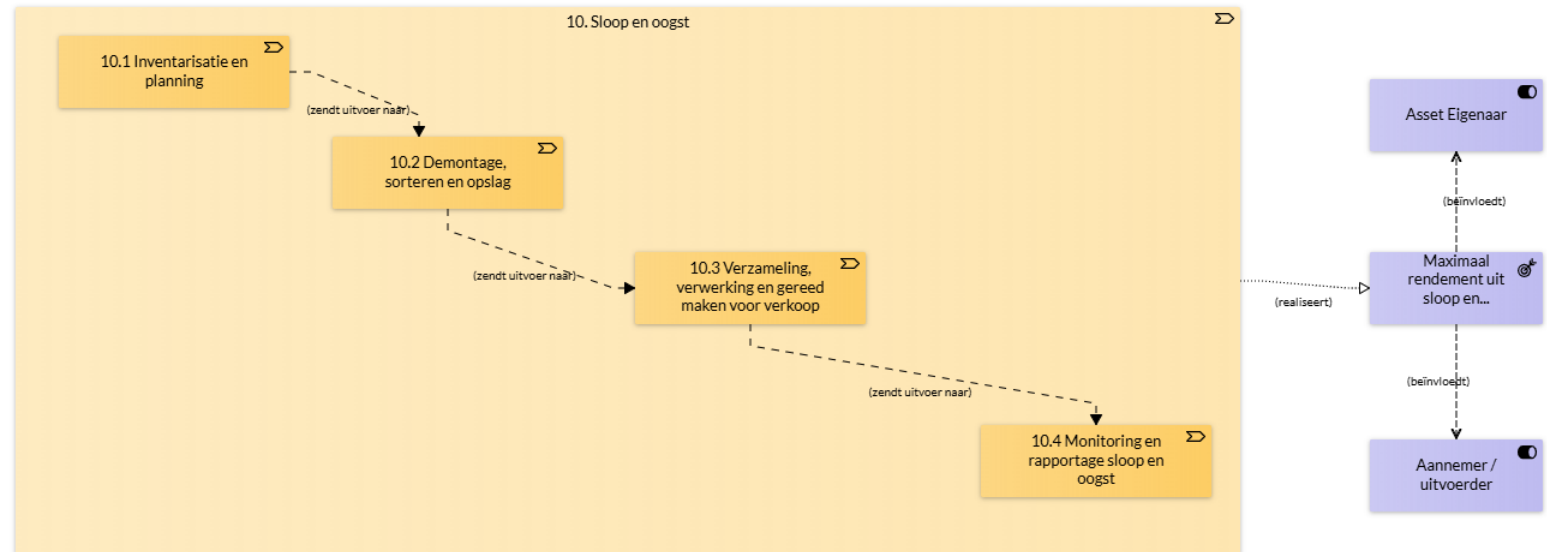 10. Sloop en oogst
10.1 Inventarisatie en
planning
(zendt uitvoer naar)
10.2 Demontage,
sorteren en opslag
(zendt uitvoer naar)
10.3 Verzameling,
verwerking en gereed
maken voor verkoop
(zendt uitvoer naar)
10.4 Monitoring en
rapportage sloop en
oogst
(realiseert)
Asset Eigenaar
(beïnvloedt)
Maximaal
rendement uit
sloop en...
(beïnvloedt)
Aannemer /
uitvoerder